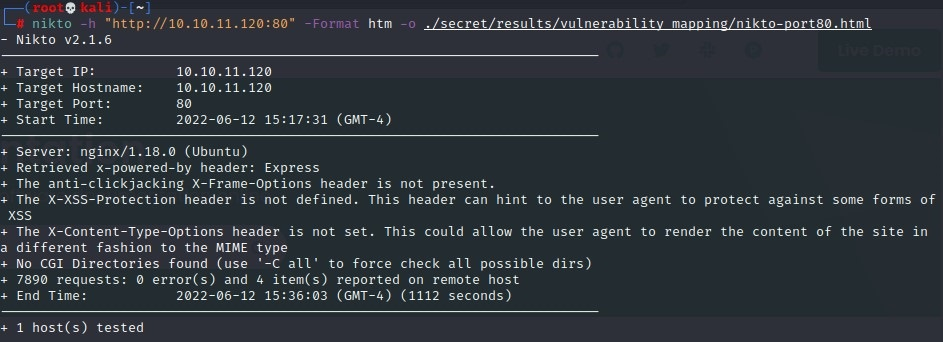 (root💀kali)-[~]
# nikto -h "http://10.10.11.120:80" -Format htm -o ./secret/results/vulnerability_mapping/nikto-port80.html
- Nikto v2.1.6
Live Demo
+ Target IP: 10.10.11.120
+ Target Hostname: 10.10.11.120
+ Target Port: 80
+ Start Time: 2022-06-12 15:17:31 (GMT-4)
+ Server: nginx/1.18.0 (Ubuntu)
+ Retrieved x-powered-by header: Express
+ The anti-clickjacking X-Frame-Options header is not present.
+ The X-XSS-Protection header is not defined. This header can hint to the user agent to protect against some forms of
XSS
+ The X-Content-Type-Options header is not set. This could allow the user agent to render the content of the site in
a different fashion to the MIME type
+ No CGI Directories found (use '-C all' to force check all possible dirs)
+ 7890 requests: 0 error(s) and 4 item(s) reported on remote host
+ End Time: 2022-06-12 15:36:03 (GMT-4) (1112 seconds)
+ 1 host(s) tested